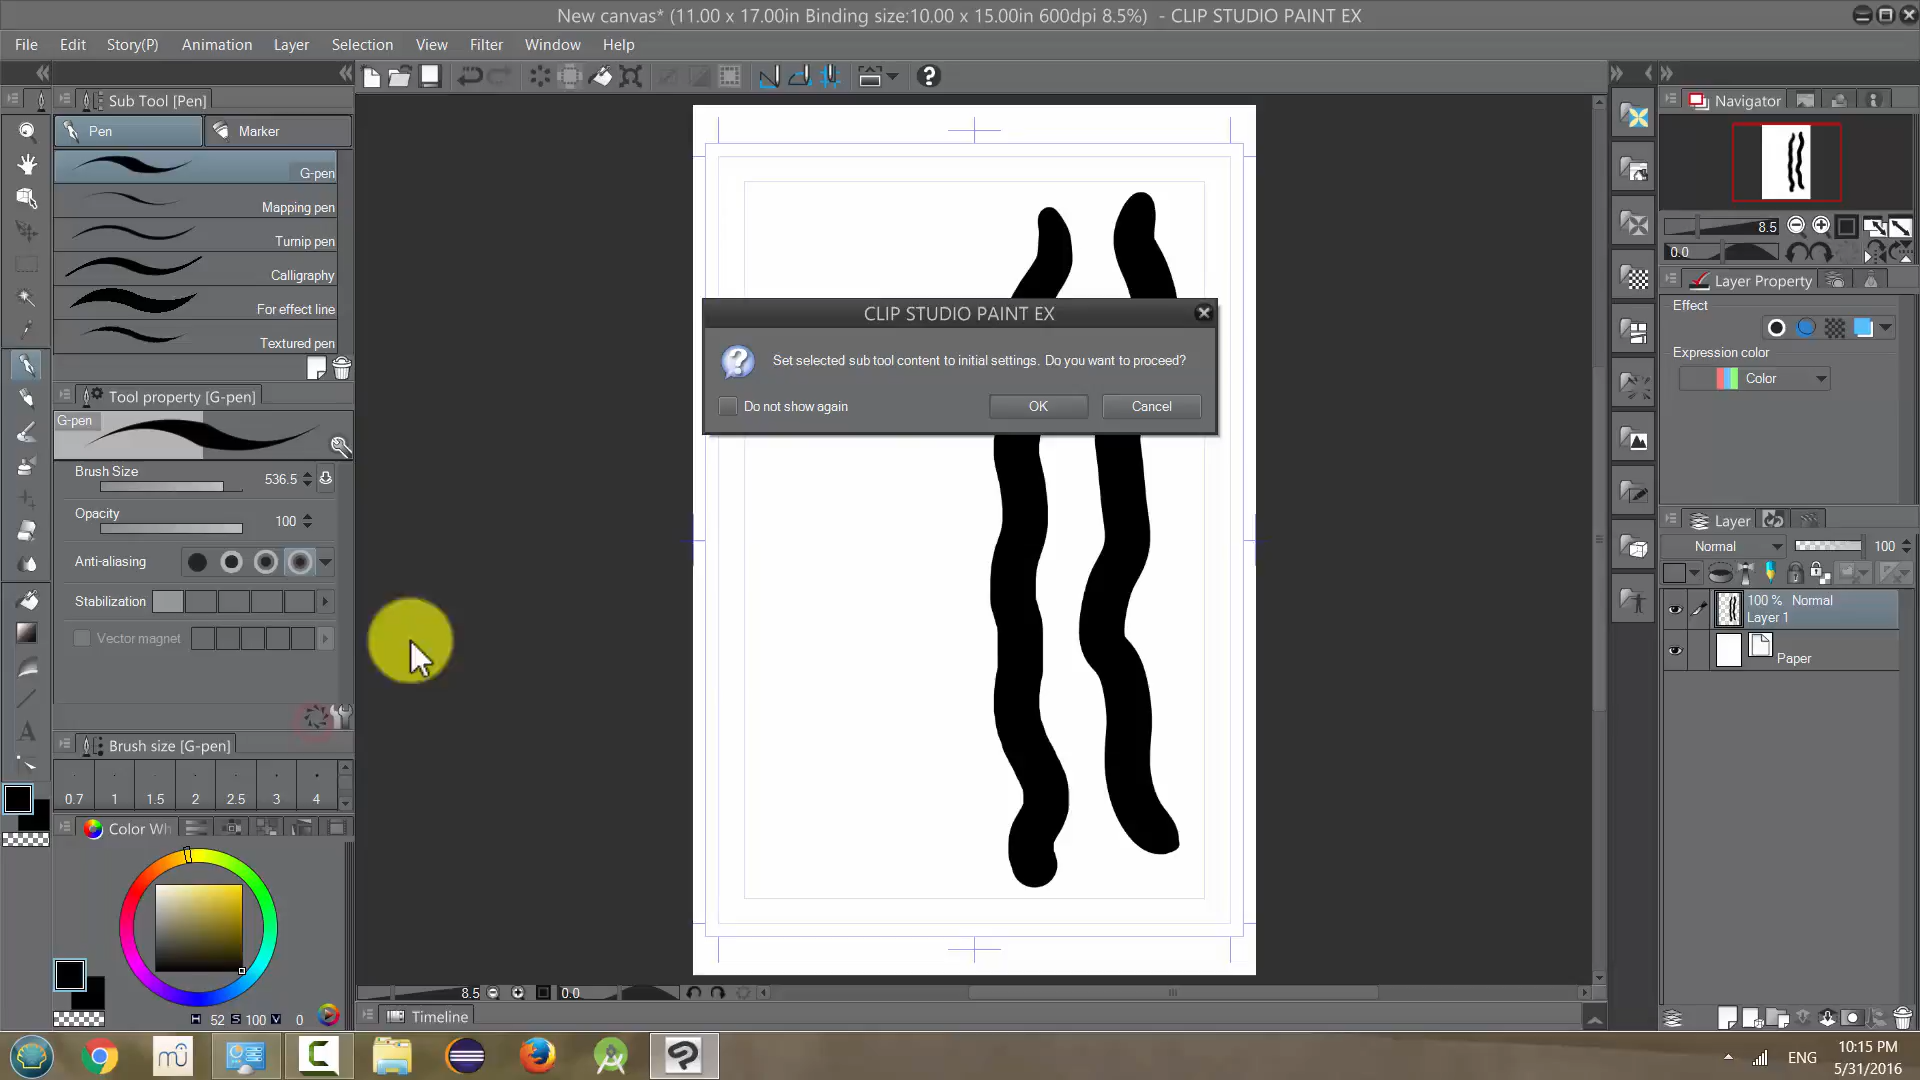 New canvas* (11.00 x 17.00in Binding size:10.00 x 15.00in 600dpi 8.5%) - CLIP STUDIO PAINT EX
File Edit Story(P) Animation Layer Selection View Filter Window Help
Sub Tool [Pen]
Pen Marker
G-pen
Mapping pen
Turnip pen
Calligraphy
For effect line
Textured pen
Tool property [G-pen]
G-pen
Brush Size 536.5
Opacity 100
Anti-aliasing
Stabilization
Vector magnet
Brush size [G-pen]
0.7 1 1.5 2 2.5 3 4
Color Wh
H 52 S 100 V 0
CLIP STUDIO PAINT EX
Set selected sub tool content to initial settings. Do you want to proceed?
Do not show again OK Cancel
8.5 0.0
Timeline
Navigator
8.5
0.0
Layer Property
Effect
Expression color
Color
Layer
Normal 100
100 % Normal
Layer 1
Paper
ENG
10:15 PM
5/31/2016